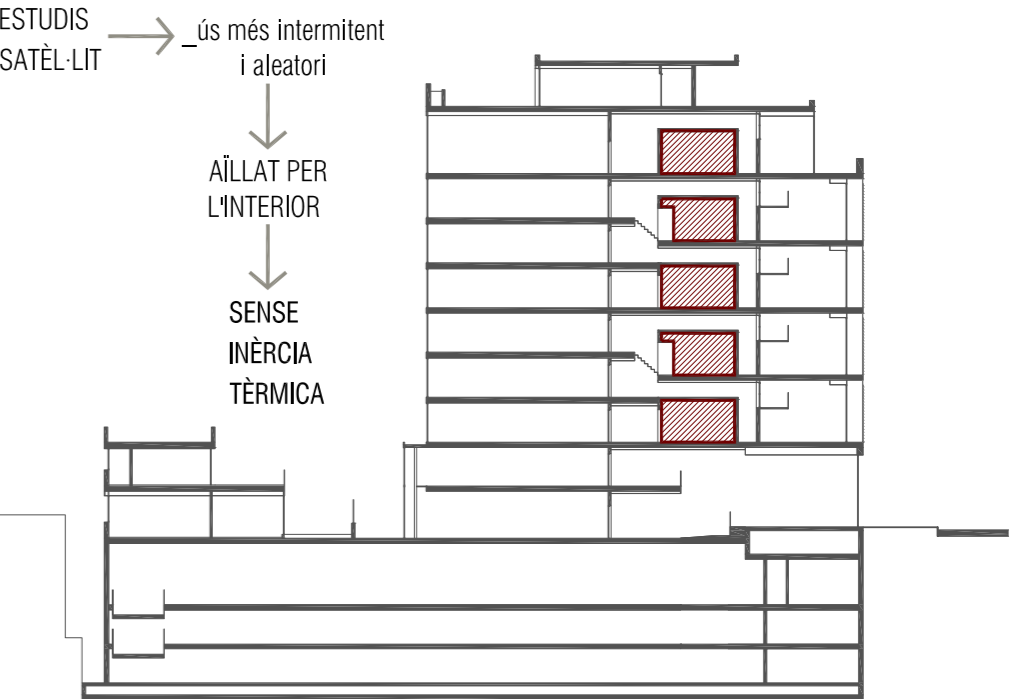 ESTUDIS
SATÈL·LIT
_ús més intermitent
i aleatori
AÏLLAT PER
L'INTERIOR
SENSE
INÈRCIA
TÈRMICA